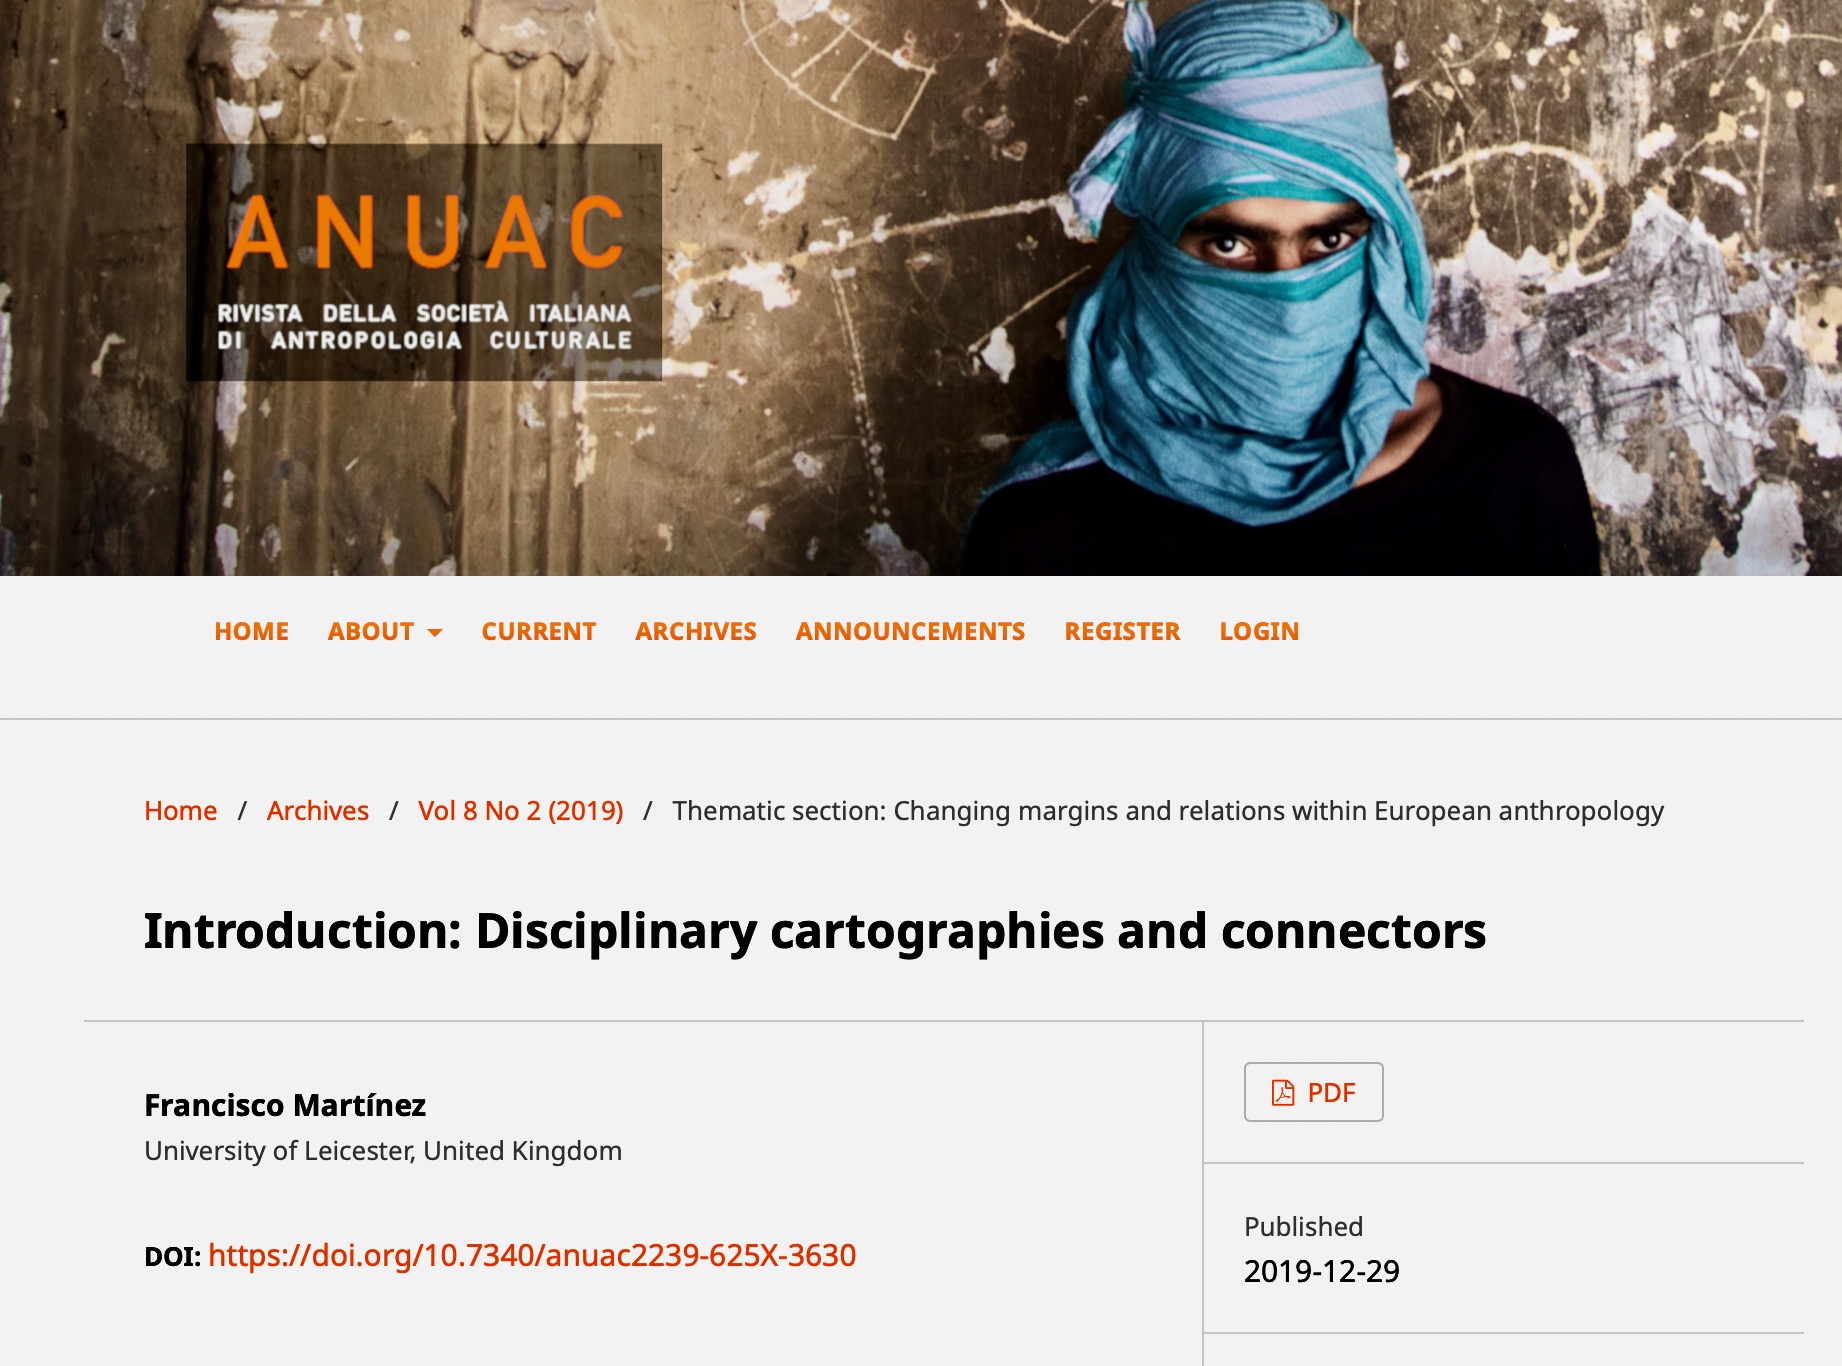 ANUAC
RIVISTA DELLA SOCIETÀ ITALIANA
DI ANTROPOLOGIA CULTURALE
HOME ABOUT CURRENT ARCHIVES ANNOUNCEMENTS REGISTER LOGIN
Home / Archives / Vol 8 No 2 (2019) / Thematic section: Changing margins and relations within European anthropology
Introduction: Disciplinary cartographies and connectors
Francisco Martínez
University of Leicester, United Kingdom
DOI: https://doi.org/10.7340/anuac2239-625X-3630
PDF
Published
2019-12-29